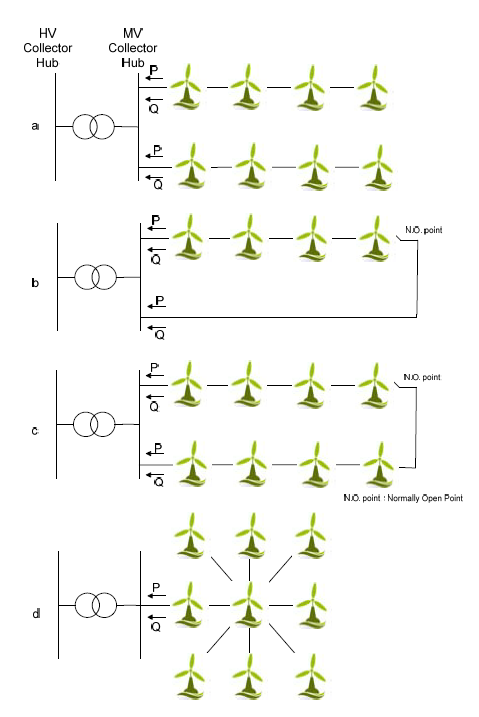 HV
Collector
Hub
MV
Collector
Hub
P
Q
a
P
Q
P
Q
N.O. point
b
P
Q
P
Q
N.O. point
c
P
Q
N.O. point : Normally Open Point
d
P
Q